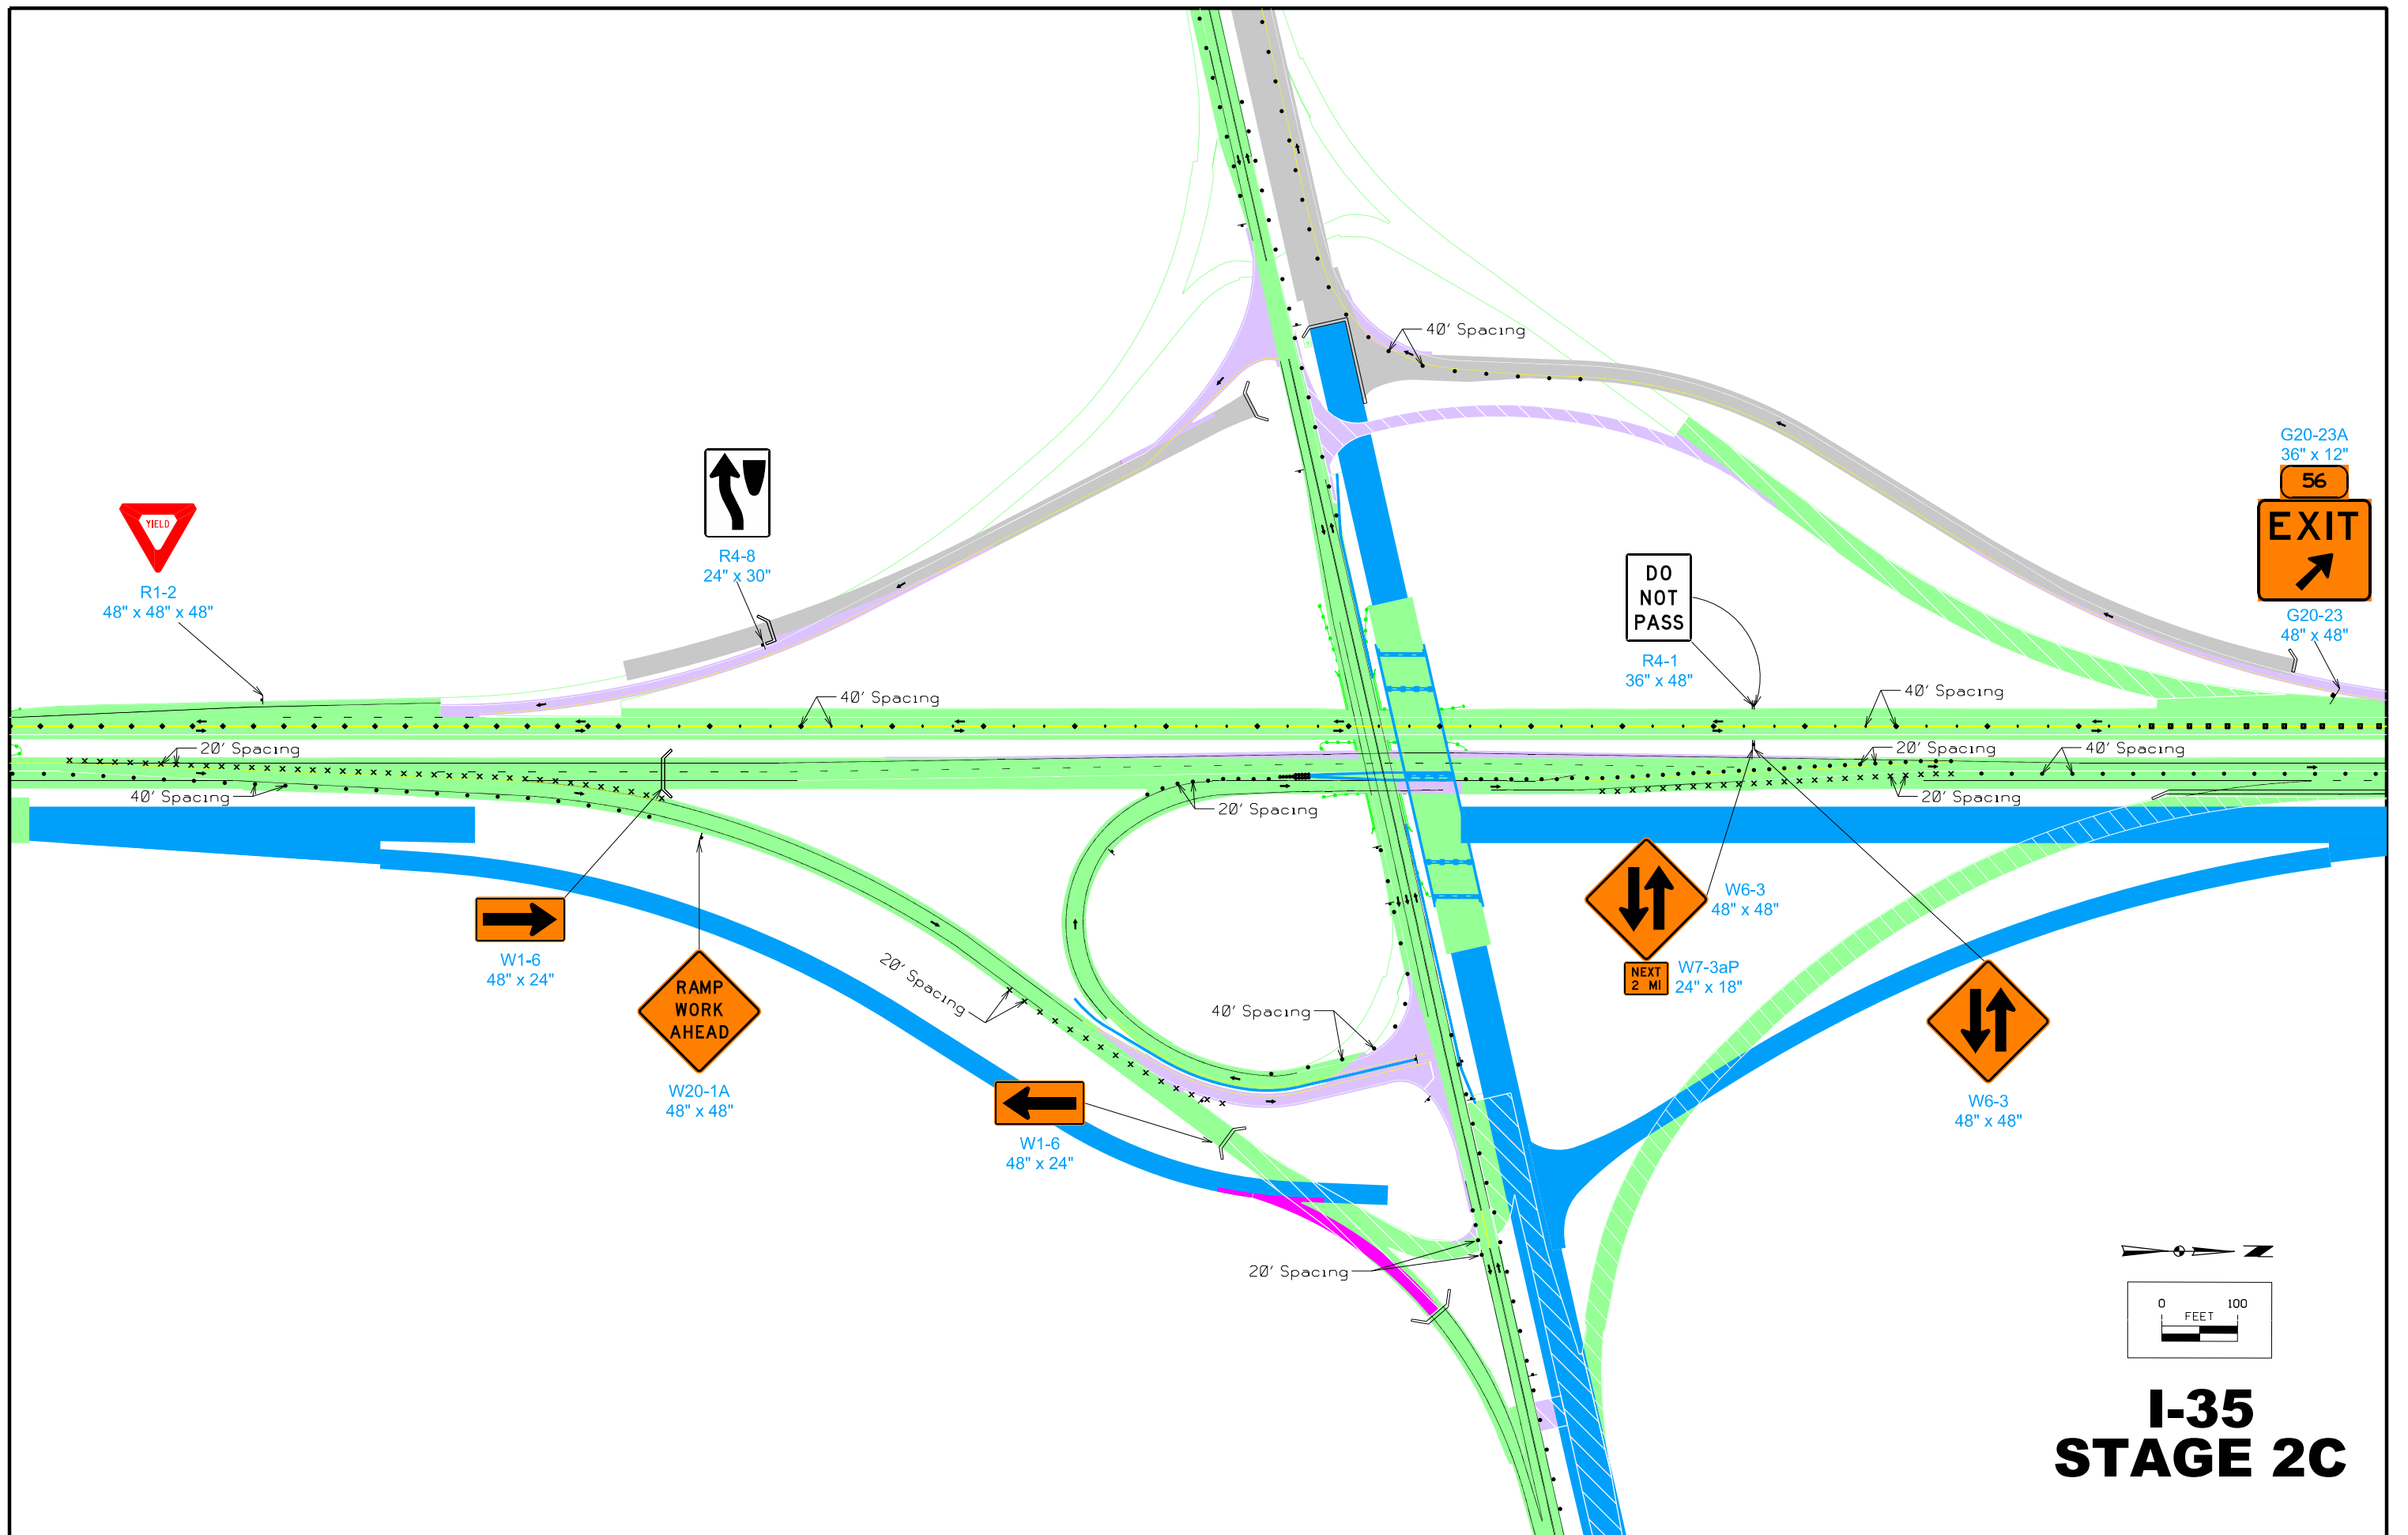 40' Spacing
G20-23A
36" x 12"
56
EXIT
G20-23
48" x 48"
YIELD
R1-2
48" x 48" x 48"
R4-8
24" x 30"
DO
NOT
PASS
R4-1
36" x 48"
40' Spacing
40' Spacing
20' Spacing
40' Spacing
20' Spacing
40' Spacing
20' Spacing
20' Spacing
W6-3
48" x 48"
NEXT
2 MI
W7-3aP
24" x 18"
W1-6
48" x 24"
RAMP
WORK
AHEAD
W20-1A
48" x 48"
20' Spacing
40' Spacing
W1-6
48" x 24"
W6-3
48" x 48"
20' Spacing
Z
0 100
FEET
I-35
STAGE 2C